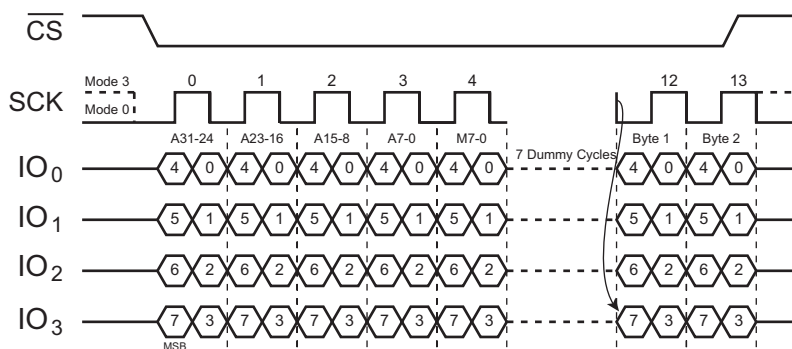 CS
Mode 3 0 1 2 3 4 12 13
SCK
Mode 0
A31-24 A23-16 A15-8 A7-0 M7-0 Byte 1 Byte 2
IO0 4 0 4 0 4 0 4 0 4 0 7 Dummy Cycles 4 0 4 0
IO1 5 1 5 1 5 1 5 1 5 1 5 1 5 1
IO2 6 2 6 2 6 2 6 2 6 2 6 2 6 2
IO3 7 3 7 3 7 3 7 3 7 3 7 3 7 3
MSB